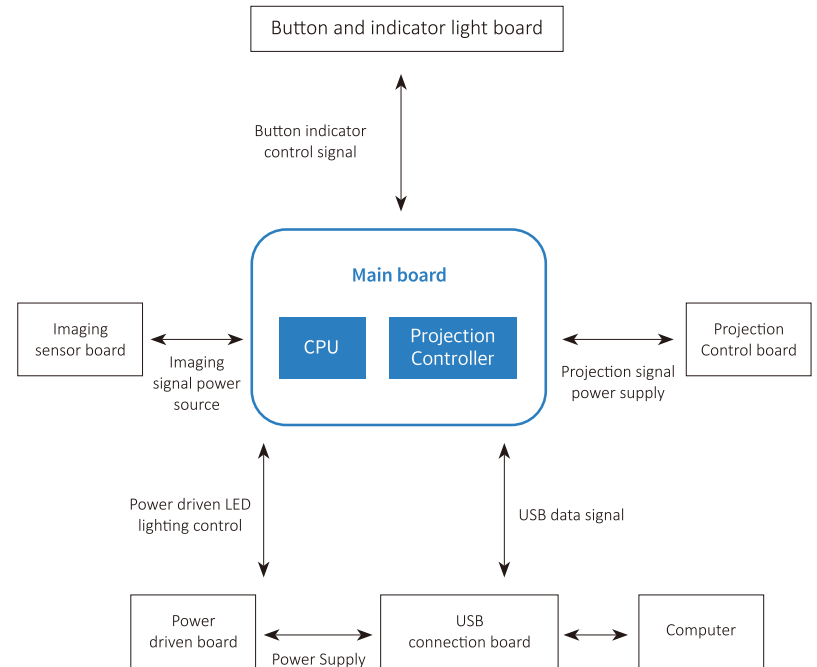 Button and indicator light board
Button indicator
control signal
Main board
CPU
Projection
Controller
Imaging
sensor board
Imaging
signal power
source
Projection
Control board
Projection signal
power supply
Power driven LED
lighting control
USB data signal
Power
driven board
Power Supply
USB
connection board
Computer